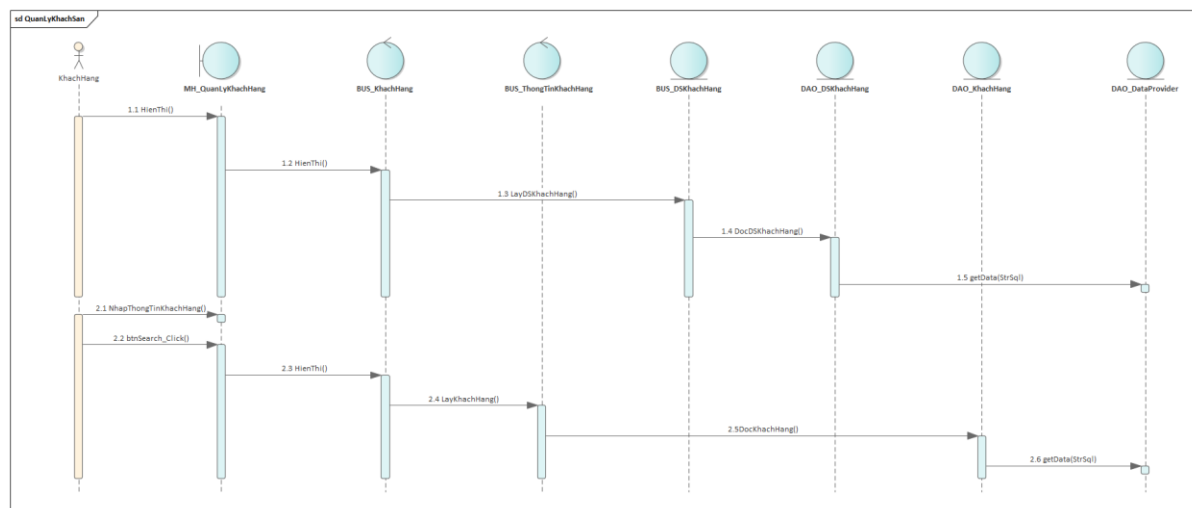 sd QuanLyKhachSan
KhachHang
MH_QuanLyKhachHang
BUS_KhachHang
BUS_ThongTinKhachHang
BUS_DSKhachHang
DAO_DSKhachHang
DAO_KhachHang
DAO_DataProvider
1.1 HienThi()
1.2 HienThi()
1.3 LayDSKhachHang()
1.4 DocDSKhachHang()
1.5 getData(StrSql)
2.1 NhapThongTinKhachHang()
2.2 btnSearch_Click()
2.3 HienThi()
2.4 LayKhachHang()
2.5DocKhachHang()
2.6 getData(StrSql)